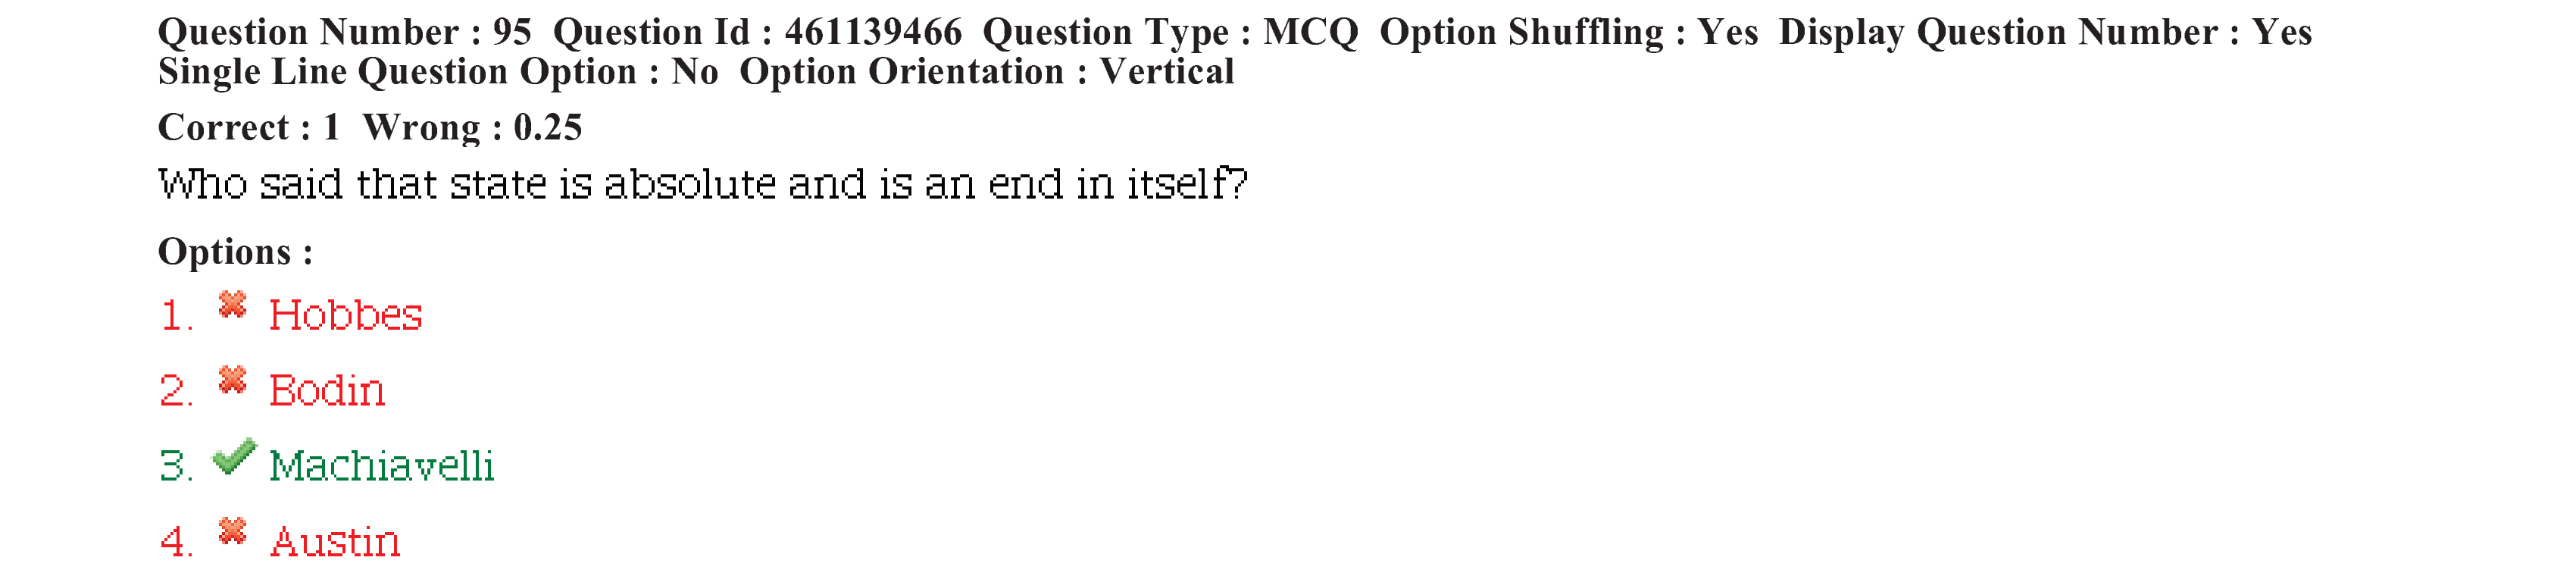 Question Number : 95 Question Id : 461139466 Question Type : MCQ Option Shuffling : Yes Display Question Number : Yes
Single Line Question Option : No Option Orientation : Vertical
Correct : 1 Wrong : 0.25
Who said that state is absolute and is an end in itself?
Options :
1. Hobbes
2. Bodin
3. Machiavelli
4. Austin